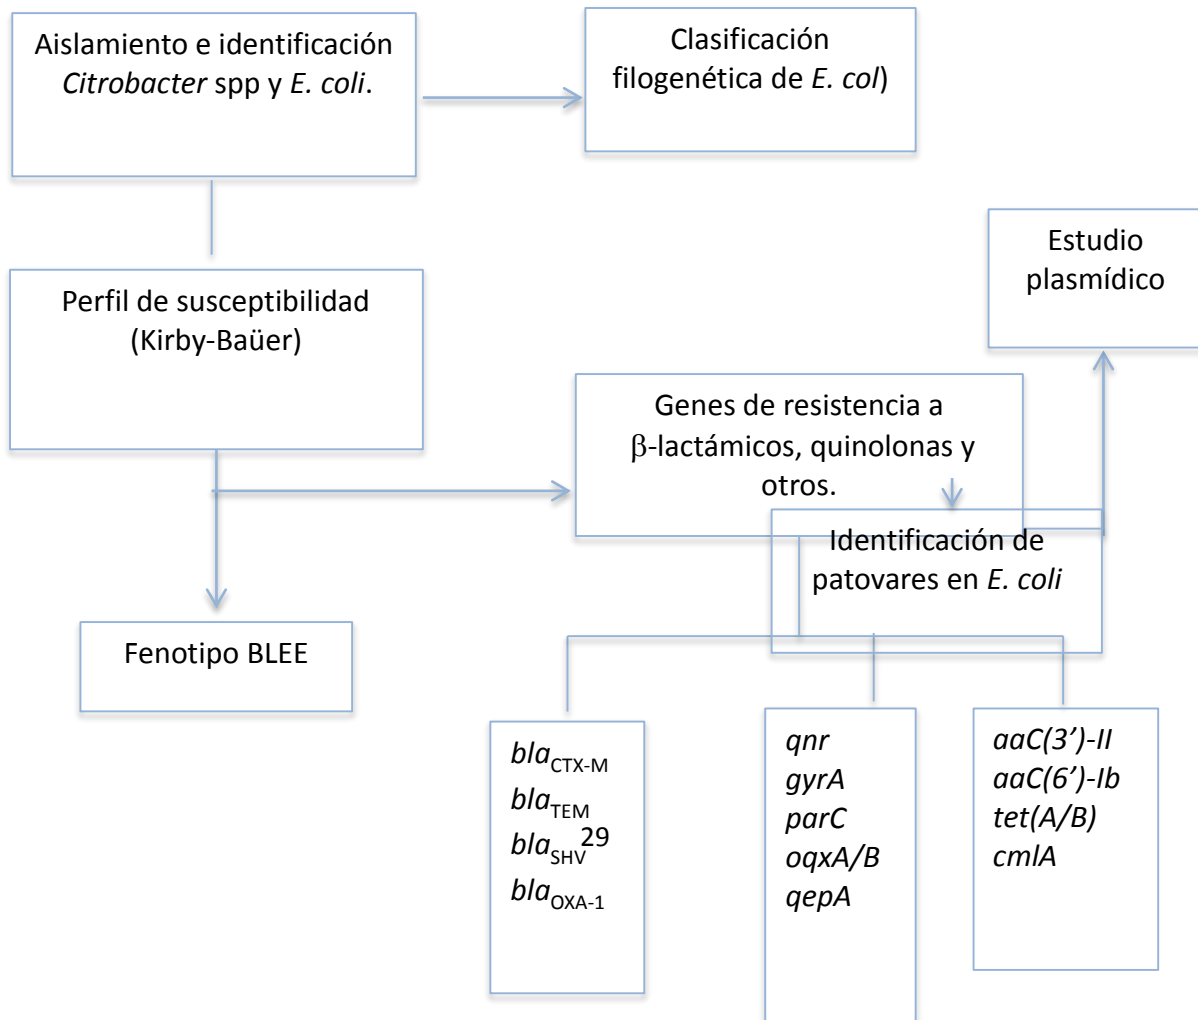 Aislamiento e identificación
Citrobacter spp y E. coli.
Clasificación
filogenética de E. col)
Estudio
plasmídico
Perfil de susceptibilidad
(Kirby-Baüer)
Genes de resistencia a
β-lactámicos, quinolonas y
otros.
Identificación de
patovares en E. coli
Fenotipo BLEE
blaCTX-M
blaTEM
blaSHV29
blaOXA-1
qnr
gyrA
parC
oqxA/B
qepA
aaC(3’)-II
aaC(6’)-Ib
tet(A/B)
cmlA